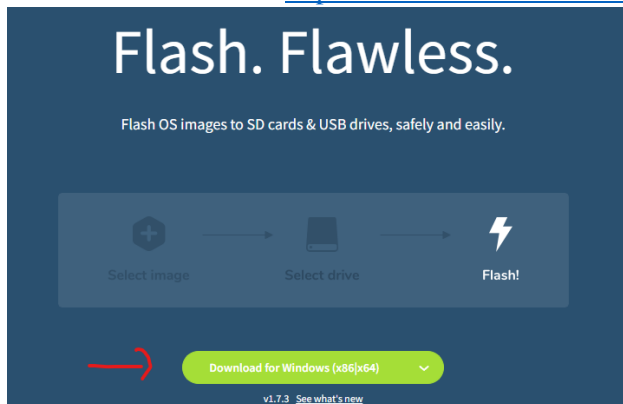 Flash. Flawless.
Flash OS images to SD cards & USB drives, safely and easily.
Select image Select drive Flash!
Download for Windows (x86|x64)
v1.7.3 See what's new